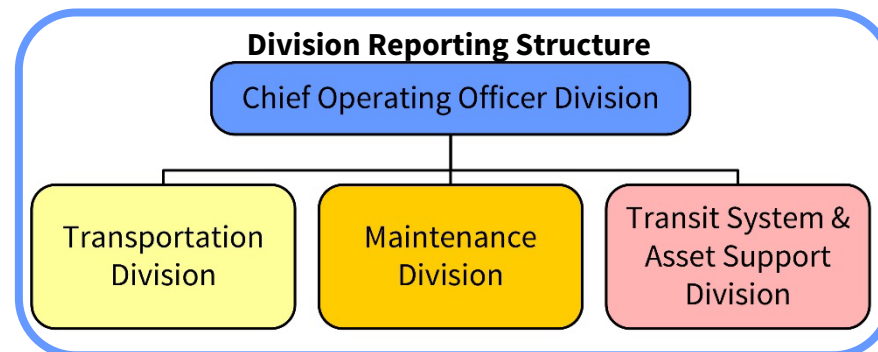 Division Reporting Structure
Chief Operating Officer Division
Transportation
Division
Maintenance
Division
Transit System &
Asset Support
Division